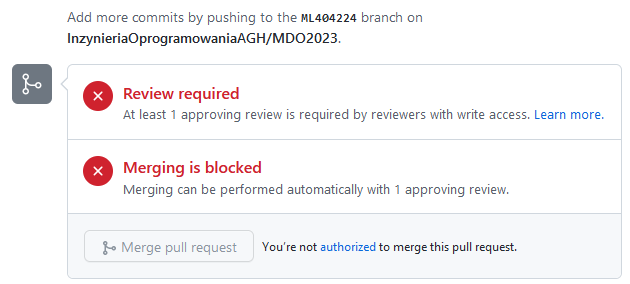 Add more commits by pushing to the ML404224 branch on
InzynieriaOprogramowaniaAGH/MDO2023.
Review required
At least 1 approving review is required by reviewers with write access. Learn more.
Merging is blocked
Merging can be performed automatically with 1 approving review.
Merge pull request
You're not authorized to merge this pull request.